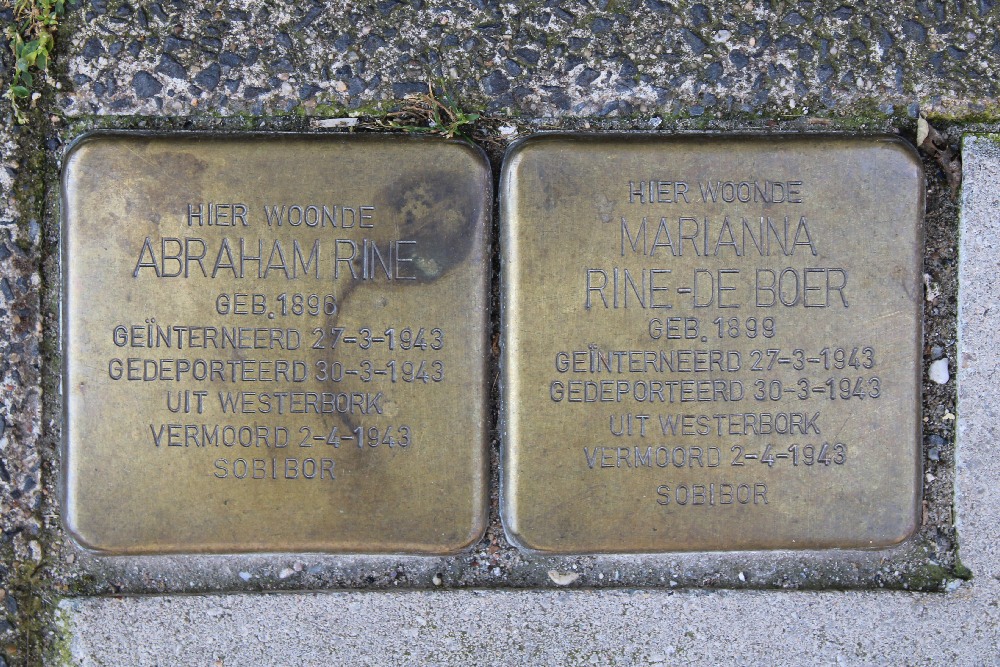 HIER WOONDE
ABRAHAM RINE
GEB. 1896
GEÏNTERNEERD 27-3-1943
GEDEPORTEERD 30-3-1943
UIT WESTERBORK
VERMOORD 2-4-1943
SOBIBOR
HIER WOONDE
MARIANNA
RINE-DE BOER
GEB. 1899
GEÏNTERNEERD 27-3-1943
GEDEPORTEERD 30-3-1943
UIT WESTERBORK
VERMOORD 2-4-1943
SOBIBOR